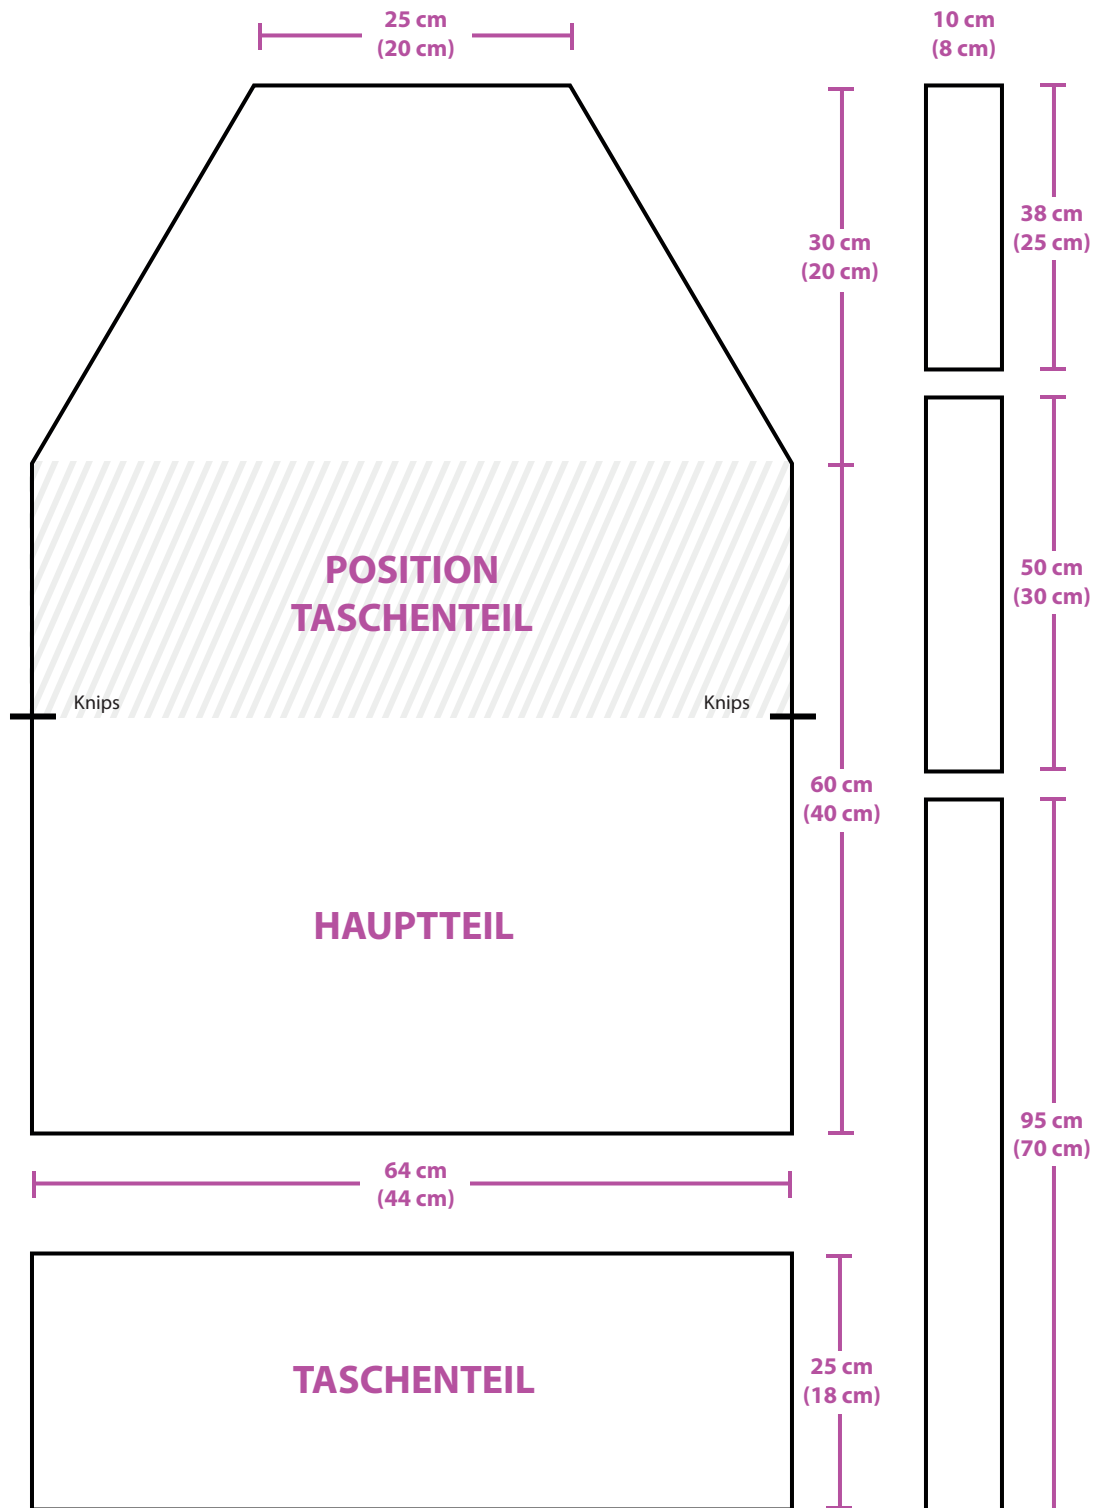 25 cm
(20 cm)
10 cm
(8 cm)
38 cm
(25 cm)
30 cm
(20 cm)
POSITION
TASCHENTEIL
50 cm
(30 cm)
Knips
Knips
60 cm
(40 cm)
HAUPTTEIL
95 cm
(70 cm)
64 cm
(44 cm)
TASCHENTEIL
25 cm
(18 cm)